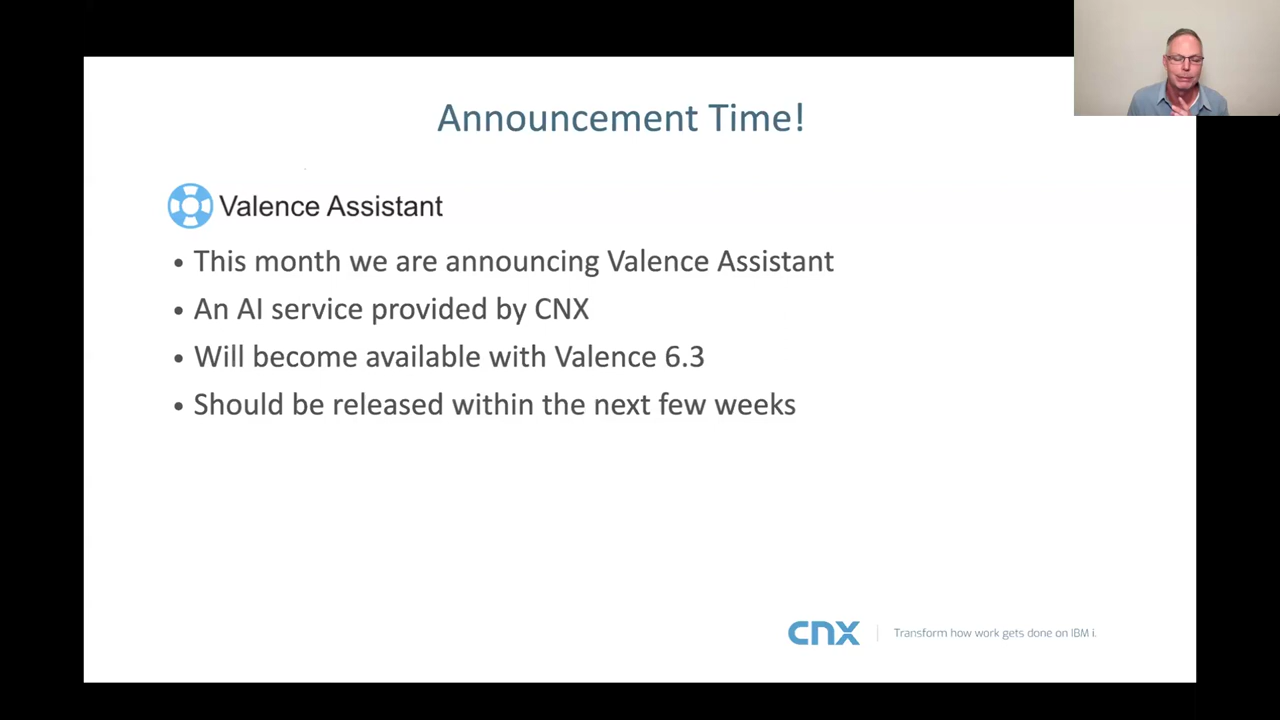 Announcement Time!
Valence Assistant
• This month we are announcing Valence Assistant
• An AI service provided by CNX
• Will become available with Valence 6.3
• Should be released within the next few weeks
cnx | Transform how work gets done on IBM i.